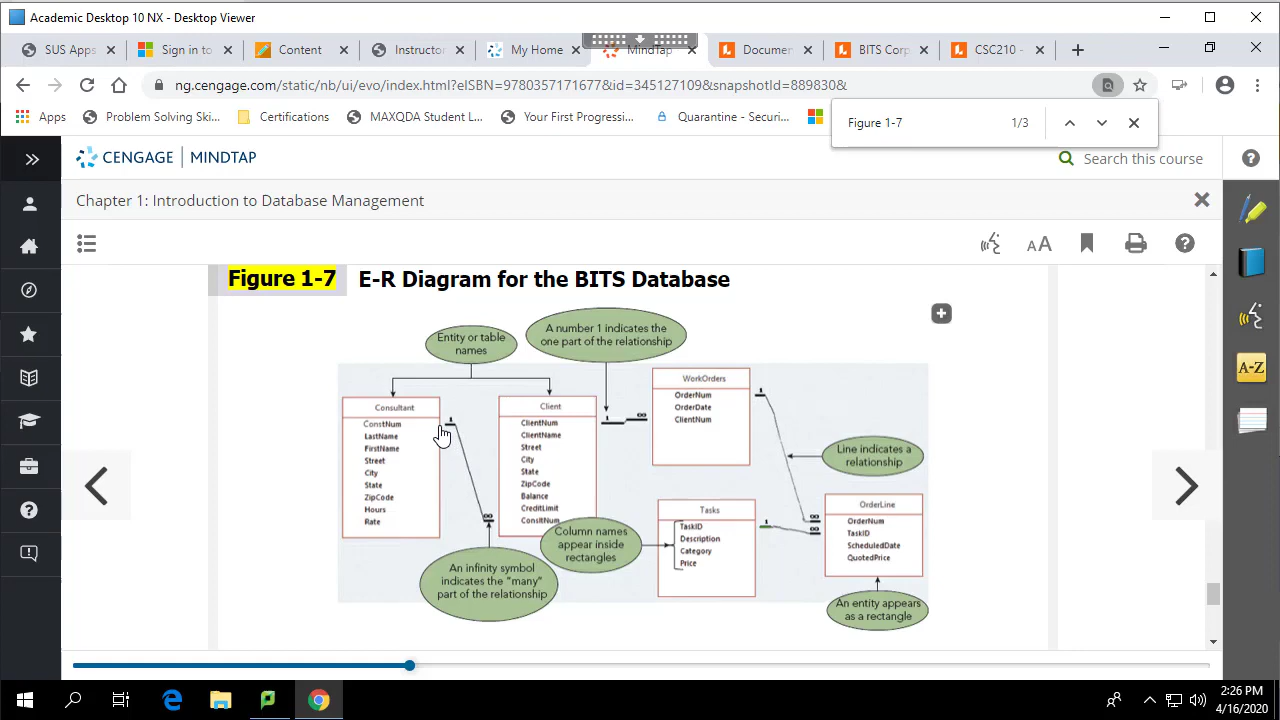 Academic Desktop 10 NX - Desktop Viewer
SUS Apps
Sign in to
Content
Instructor
My Home
MindTap
Documer
BITS Corp
CSC210 -
ng.cengage.com/static/nb/ui/evo/index.html?eISBN=9780357171677&id=345127109&snapshotId=889830&
Apps
Problem Solving Ski...
Certifications
MAXQDA Student L...
Your First Progressi...
Quarantine - Securi...
Figure 1-7
1/3
CENGAGE | MINDTAP
Search this course
Chapter 1: Introduction to Database Management
AA
A-Z
Figure 1-7 E-R Diagram for the BITS Database
Entity or table
names
A number 1 indicates the
one part of the relationship
Consultant
ConstNum
LastName
FirstName
Street
City
State
ZipCode
Hours
Rate
1
∞
Client
ClientNum
ClientName
Street
City
State
ZipCode
Balance
CreditLimit
ConsltNum
1
∞
WorkOrders
OrderNum
OrderDate
ClientNum
1
∞
Line indicates a
relationship
Tasks
TaskID
Description
Category
Price
1
∞
OrderLine
OrderNum
TaskID
ScheduledDate
QuotedPrice
Column names
appear inside
rectangles
An infinity symbol
indicates the "many"
part of the relationship
An entity appears
as a rectangle
2:26 PM
4/16/2020